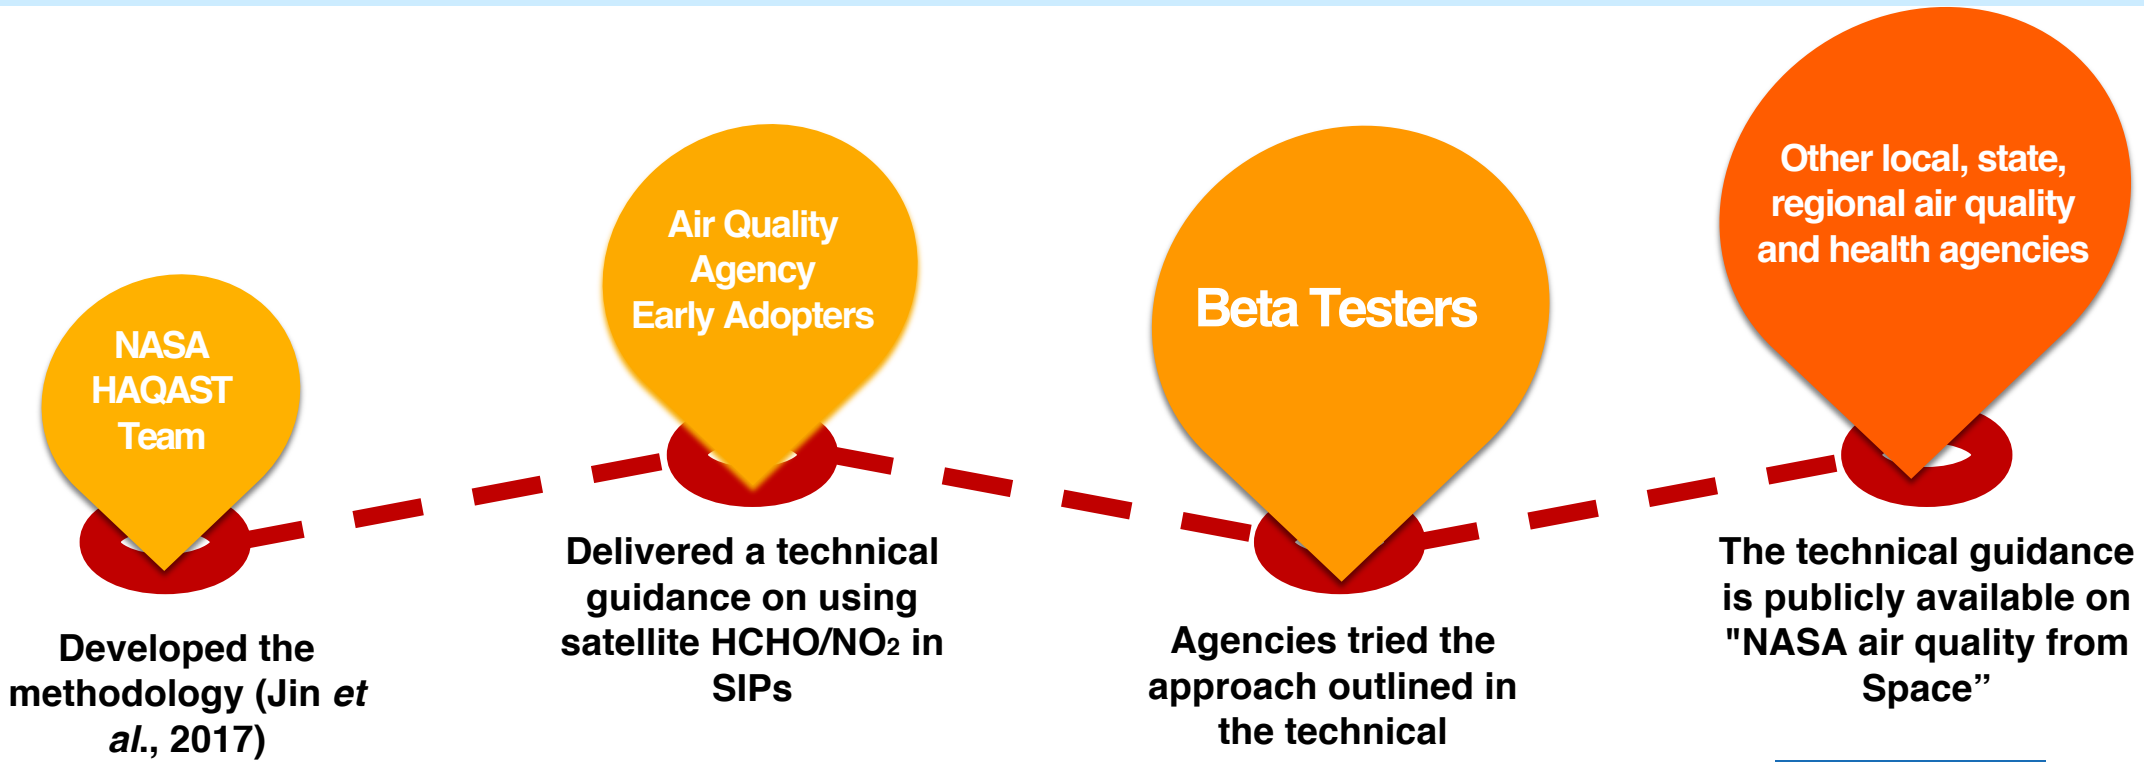 NASA
HAQAST
Team
Developed the
methodology (Jin et
al., 2017)
Air Quality
Agency
Early Adopters
Delivered a technical
guidance on using
satellite HCHO/NO₂ in
SIPs
Beta Testers
Agencies tried the
approach outlined in
the technical
Other local, state,
regional air quality
and health agencies
The technical guidance
is publicly available on
"NASA air quality from
Space”